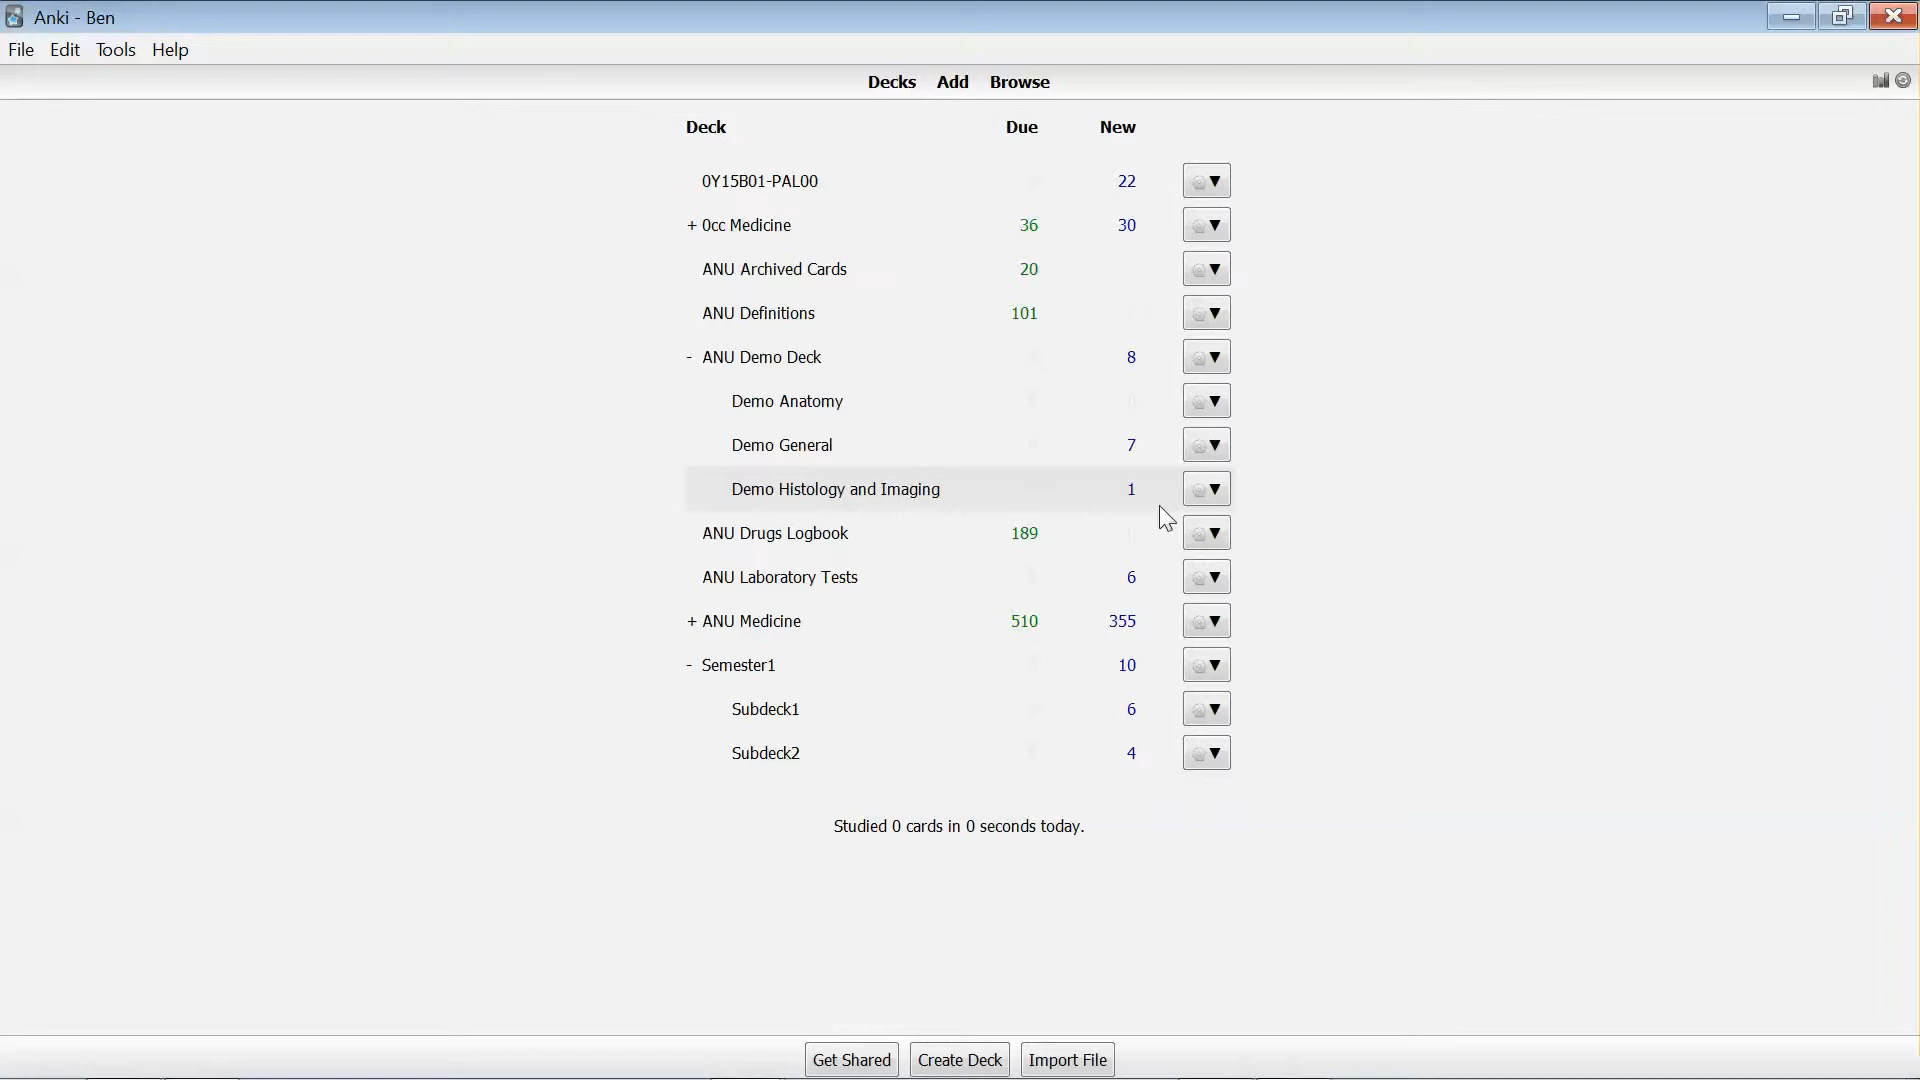 Anki - Ben
File Edit Tools Help
Decks Add Browse
Deck Due New
0Y15B01-PAL00 22
+ 0cc Medicine 36 30
ANU Archived Cards 20
ANU Definitions 101
- ANU Demo Deck 8
Demo Anatomy
Demo General 7
Demo Histology and Imaging 1
ANU Drugs Logbook 189
ANU Laboratory Tests 6
+ ANU Medicine 510 355
- Semester1 10
Subdeck1 6
Subdeck2 4
Studied 0 cards in 0 seconds today.
Get Shared Create Deck Import File